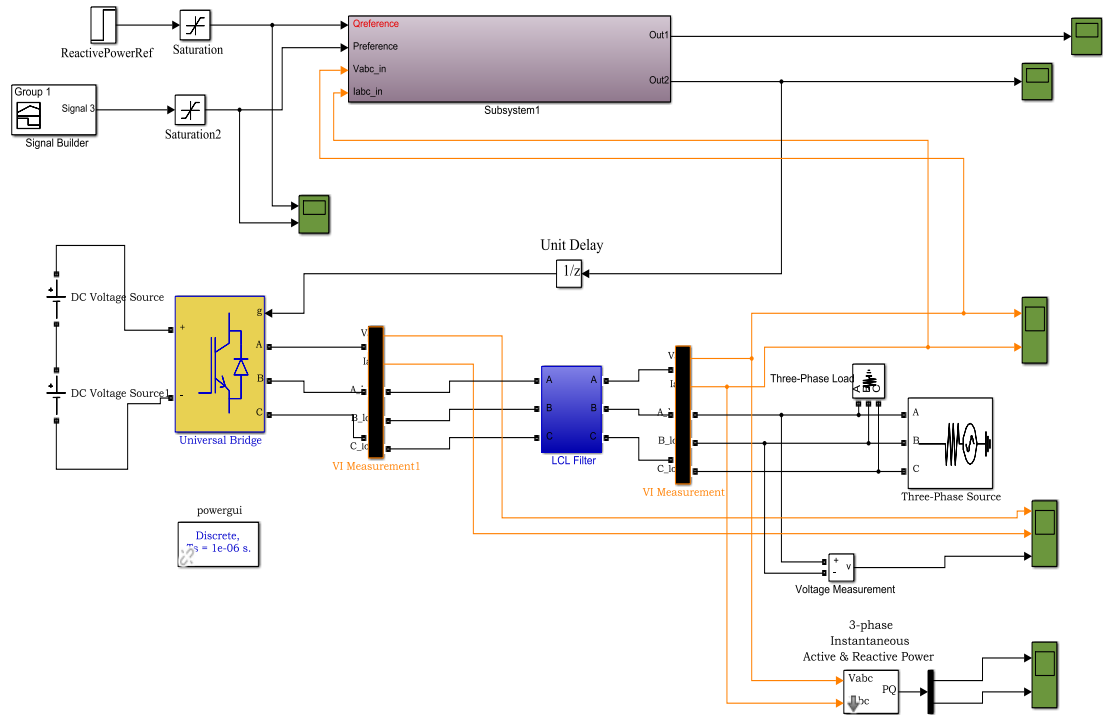 ReactivePowerRef
Saturation
Qreference
Preference
Vabc_in
Iabc_in
Out1
Out2
Subsystem1
Group 1
Signal 3
Signal Builder
Saturation2
Unit Delay
1/z
DC Voltage Source
DC Voltage Source1
+
-
g
A
B
C
Universal Bridge
V
Ia
A_
B_lc
C_lc
VI Measurement1
A
B
C
A
B
C
LCL Filter
V
Ia
A_
B_lc
C_lc
VI Measurement
Three-Phase Load
A
B
C
A
B
C
Three-Phase Source
powergui
Discrete,
Ts = 1e-06 s.
+
-
v
Voltage Measurement
3-phase
Instantaneous
Active & Reactive Power
Vabc
bc
PQ